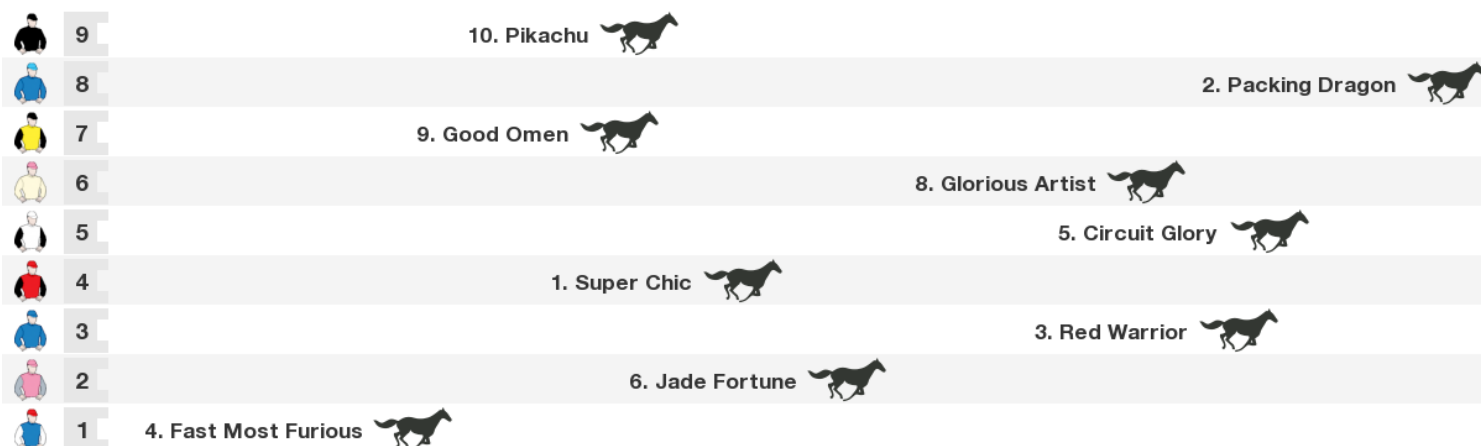 9 10. Pikachu
8 2. Packing Dragon
7 9. Good Omen
6 8. Glorious Artist
5 5. Circuit Glory
4 1. Super Chic
3 3. Red Warrior
2 6. Jade Fortune
1 4. Fast Most Furious